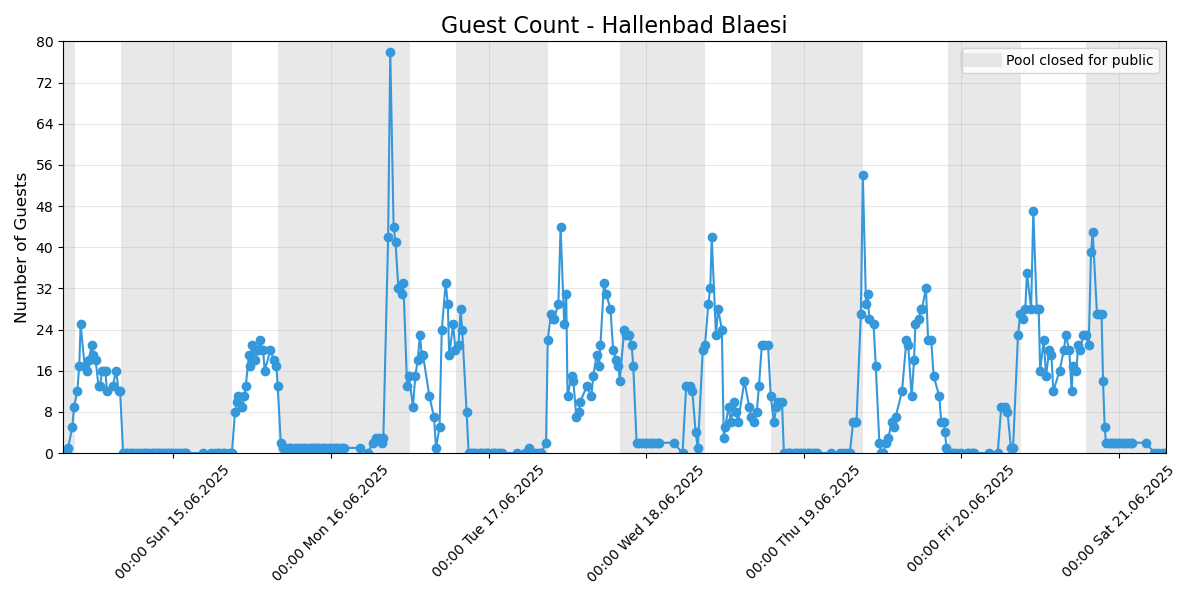 Guest Count - Hallenbad Blaesi
Pool closed for public
Number of Guests
80
72
64
56
48
40
32
24
16
8
0
00:00 Sun 15.06.2025
00:00 Mon 16.06.2025
00:00 Tue 17.06.2025
00:00 Wed 18.06.2025
00:00 Thu 19.06.2025
00:00 Fri 20.06.2025
00:00 Sat 21.06.2025